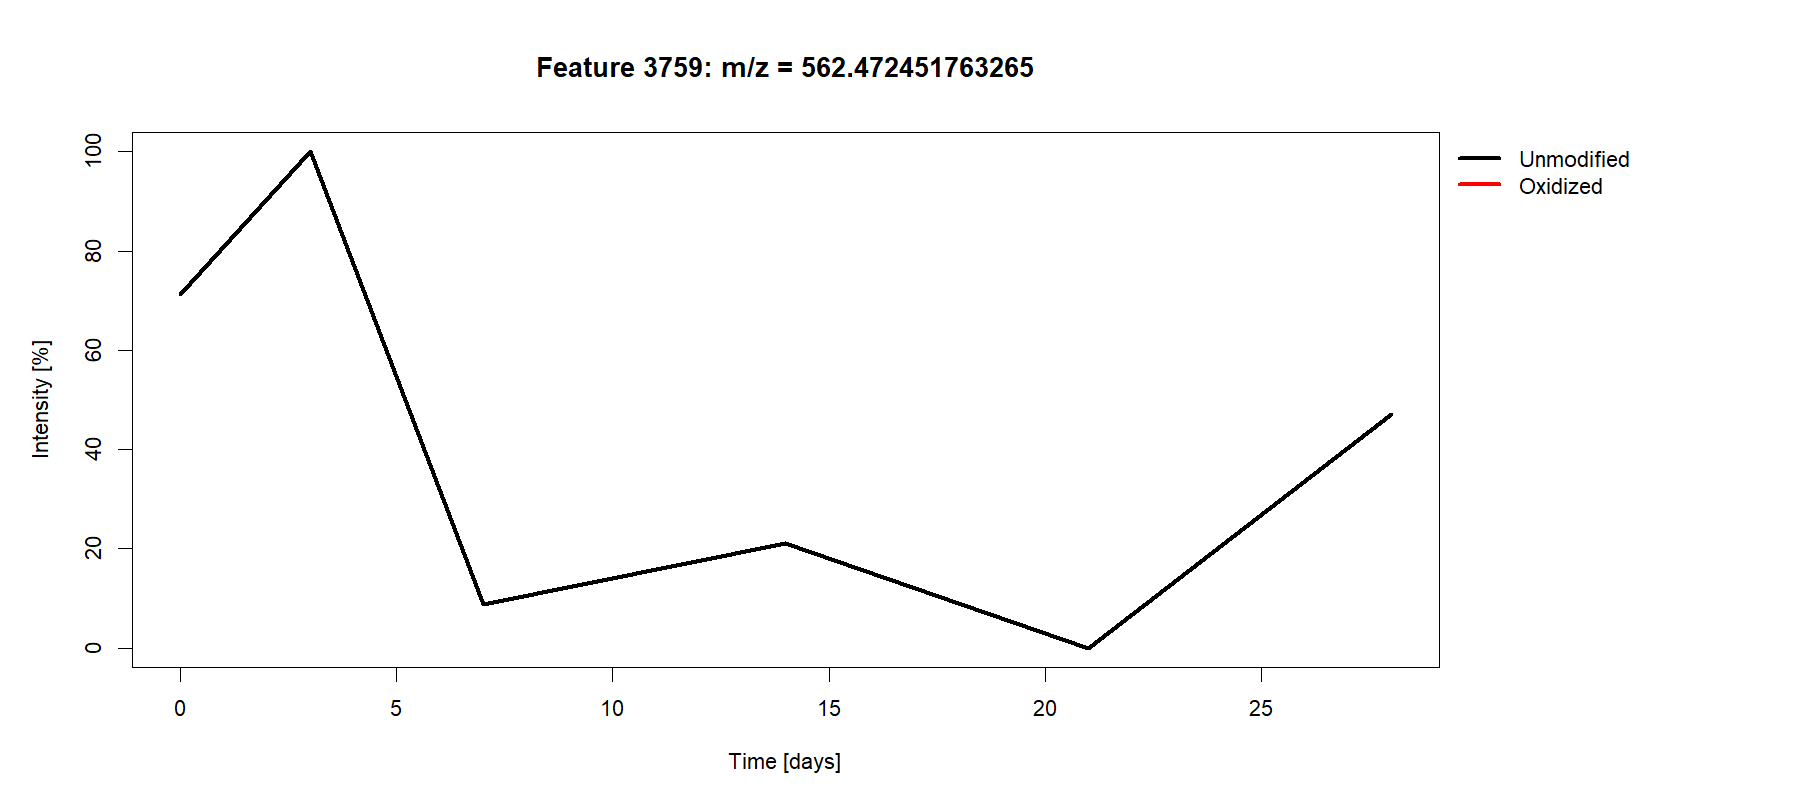 Feature 3759: m/z = 562.472451763265
Unmodified
Oxidized
Intensity [%]
100
80
60
40
20
0
0 5 10 15 20 25
Time [days]